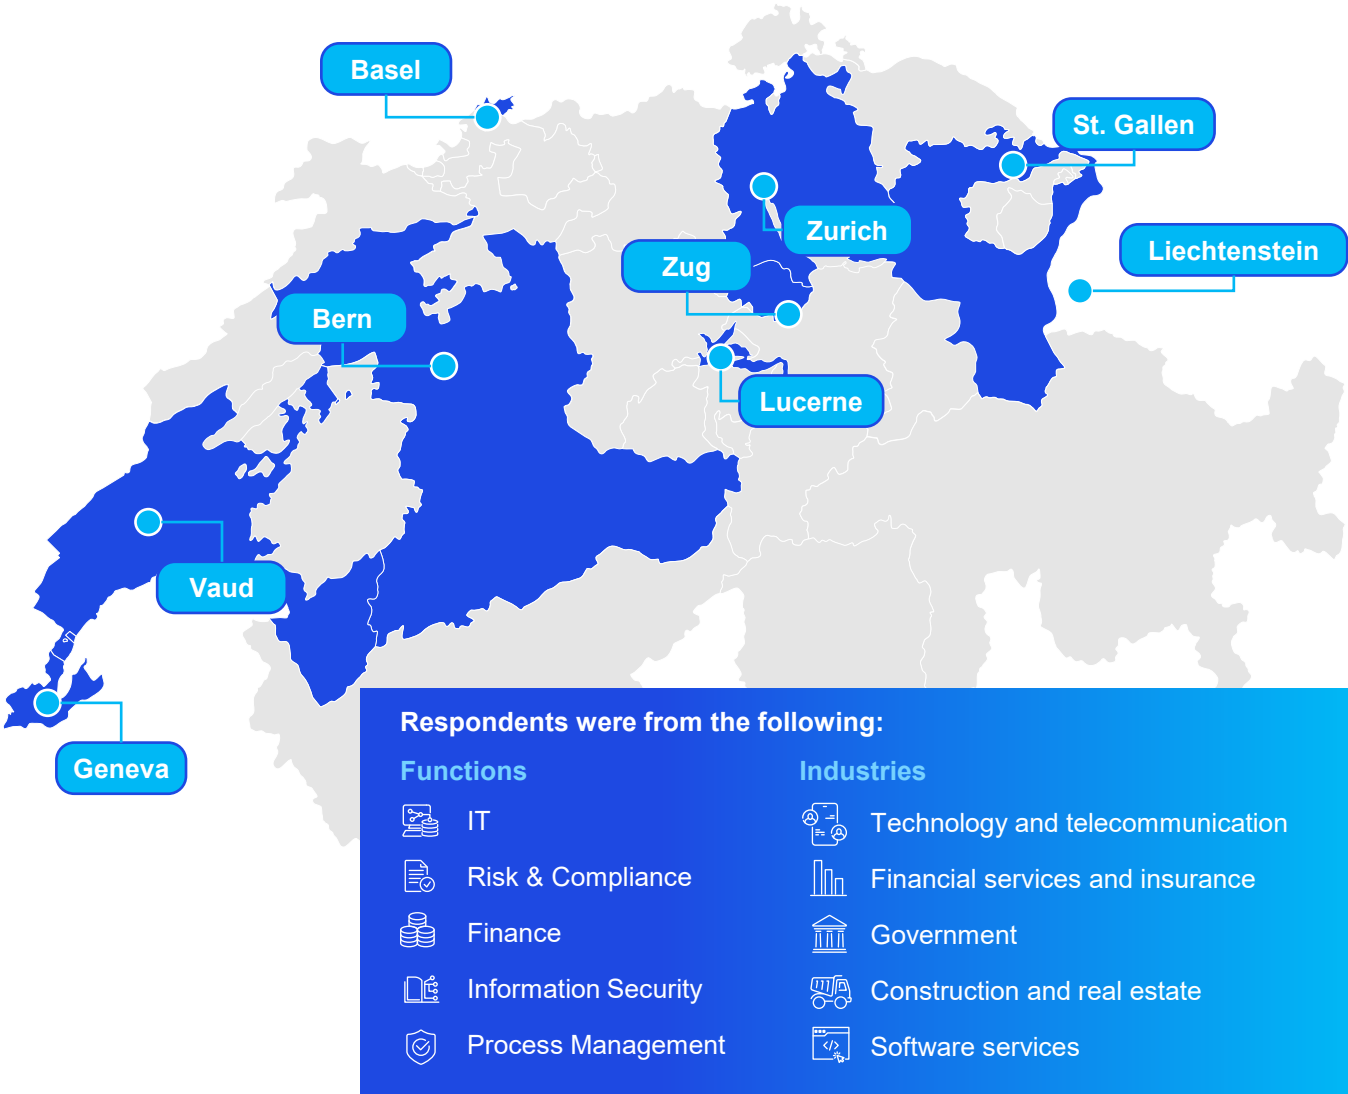 Basel
St. Gallen
Zurich
Liechtenstein
Zug
Bern
Lucerne
Vaud
Geneva
Respondents were from the following:
Functions
IT
Risk & Compliance
Finance
Information Security
Process Management
Industries
Technology and telecommunication
Financial services and insurance
Government
Construction and real estate
Software services